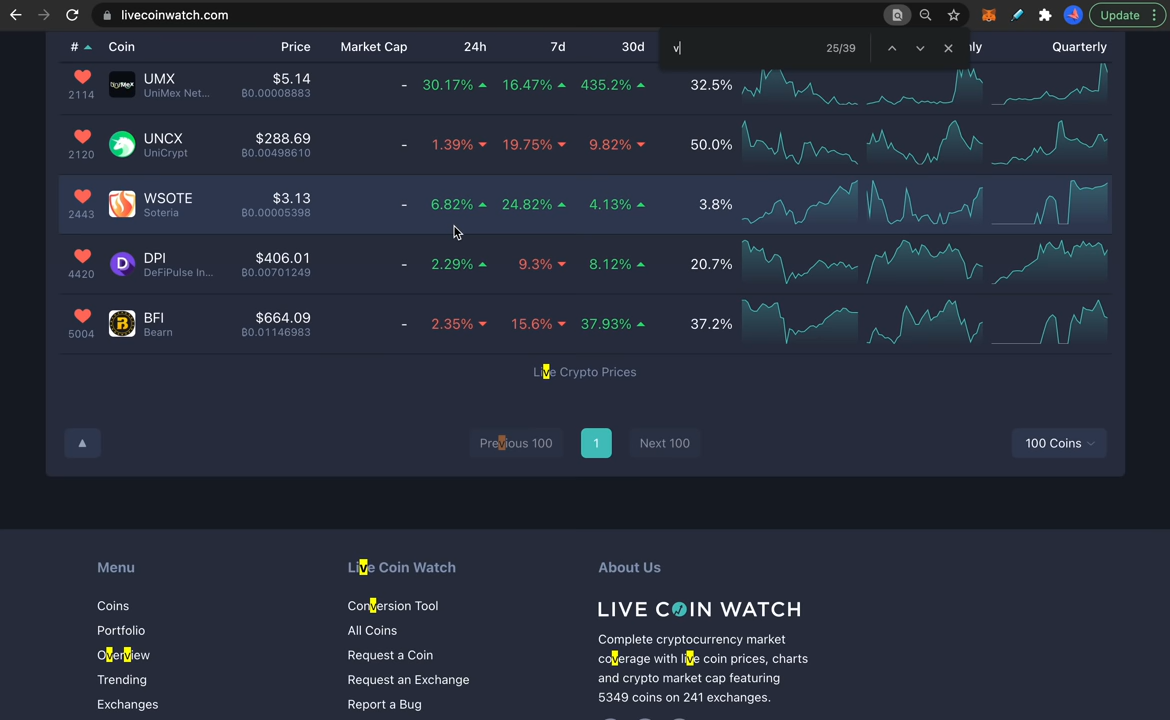 livecoinwatch.com
Update
# Coin Price Market Cap 24h 7d 30d ly Quarterly
v 25/39
UMX $5.14 - 30.17% 16.47% 435.2% 32.5%
2114 UniMex Net... ₿0.00008883
UNCX $288.69 - 1.39% 19.75% 9.82% 50.0%
2120 UniCrypt ₿0.00498610
WSOTE $3.13 - 6.82% 24.82% 4.13% 3.8%
2443 Soteria ₿0.00005398
DPI $406.01 - 2.29% 9.3% 8.12% 20.7%
4420 DeFiPulse In... ₿0.00701249
BFI $664.09 - 2.35% 15.6% 37.93% 37.2%
5004 Bearn ₿0.01146983
Live Crypto Prices
Previous 100 1 Next 100 100 Coins
Menu
Coins
Portfolio
Overview
Trending
Exchanges
Live Coin Watch
Conversion Tool
All Coins
Request a Coin
Request an Exchange
Report a Bug
About Us
LIVE COIN WATCH
Complete cryptocurrency market
coverage with live coin prices, charts
and crypto market cap featuring
5349 coins on 241 exchanges.